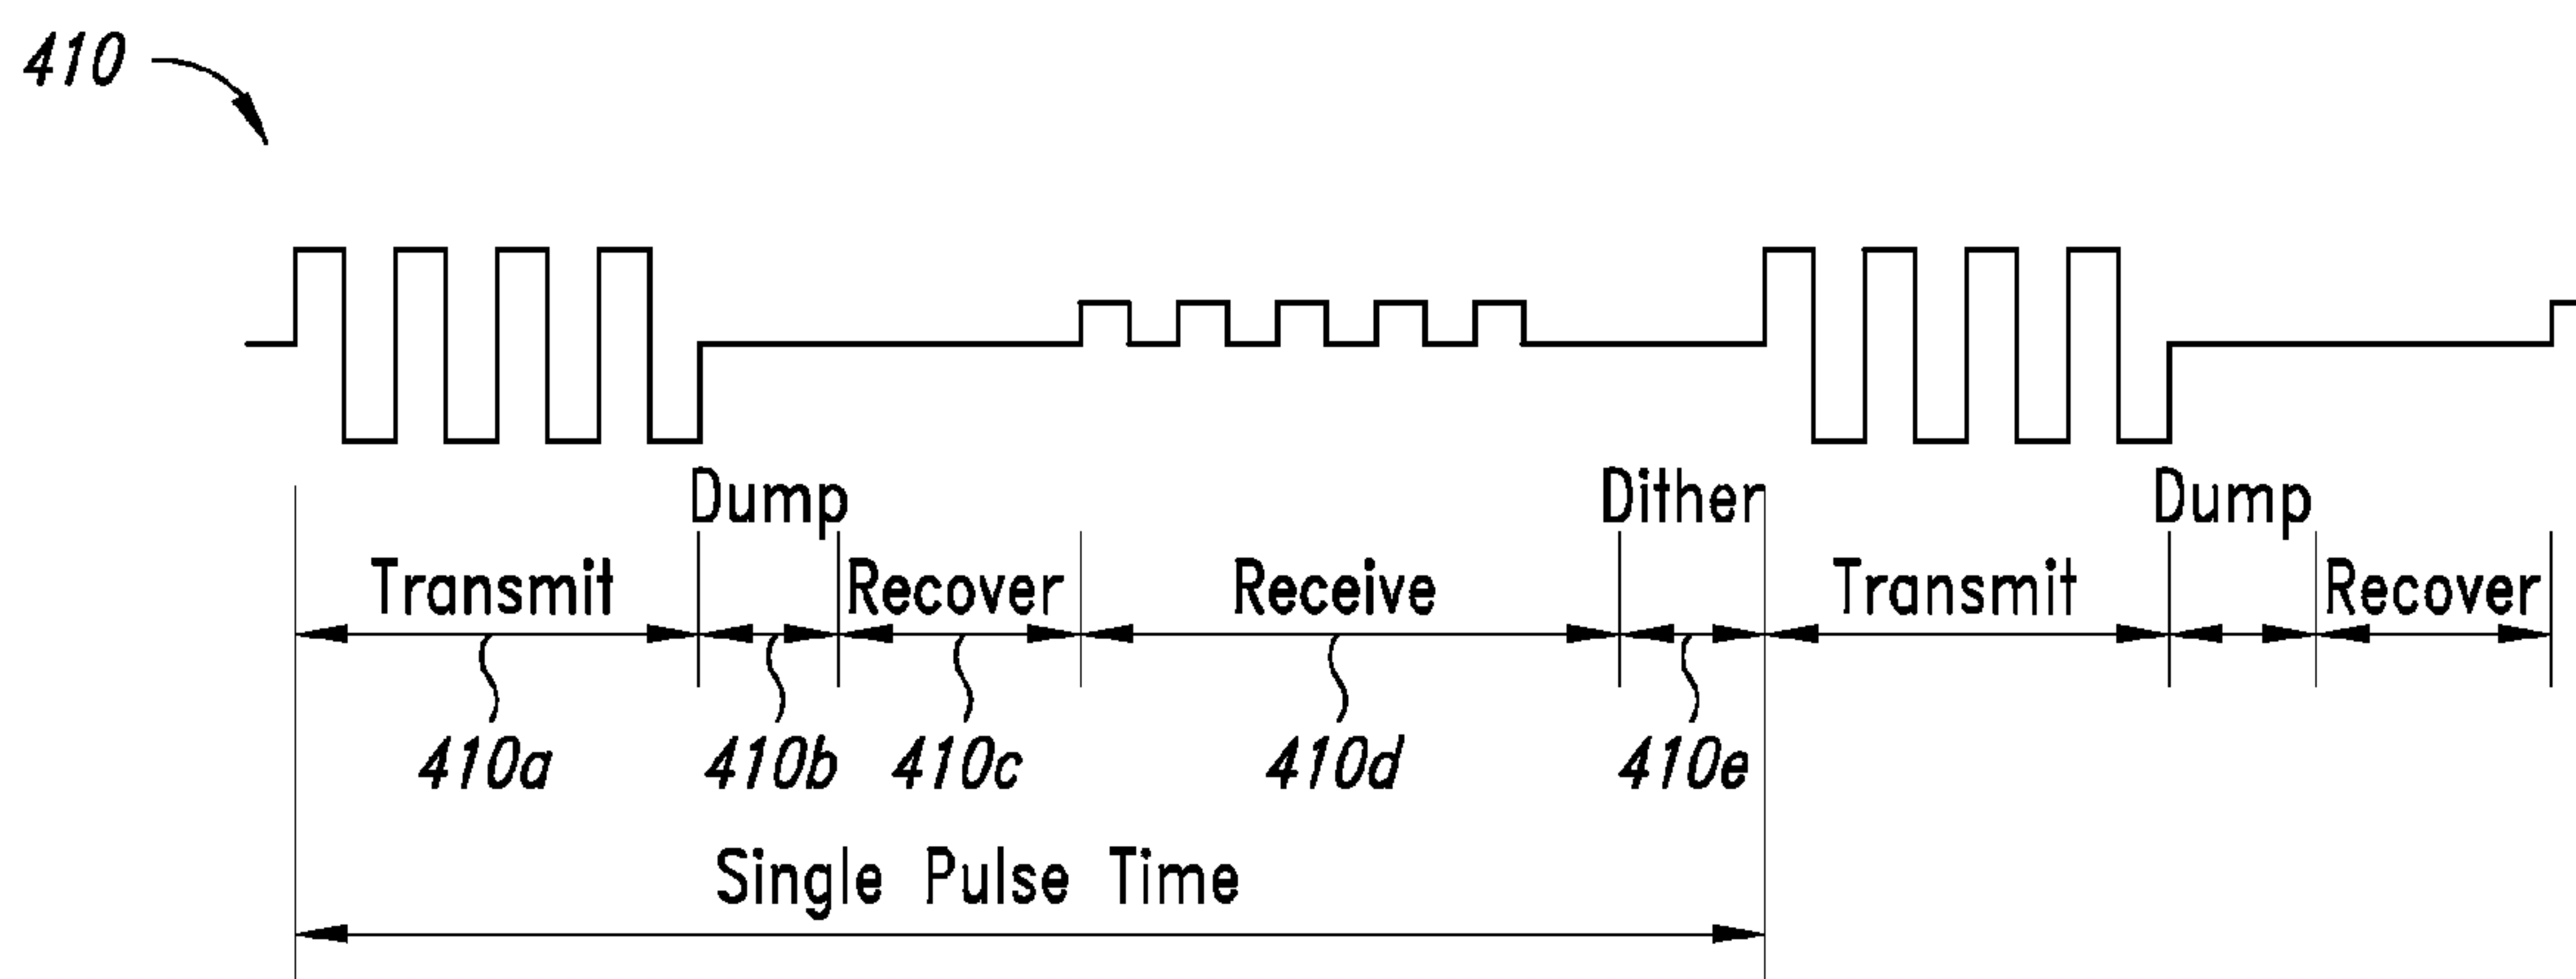 410
Dump Dither Dump
Transmit Recover Receive Transmit Recover
410a 410b 410c 410d 410e
Single Pulse Time